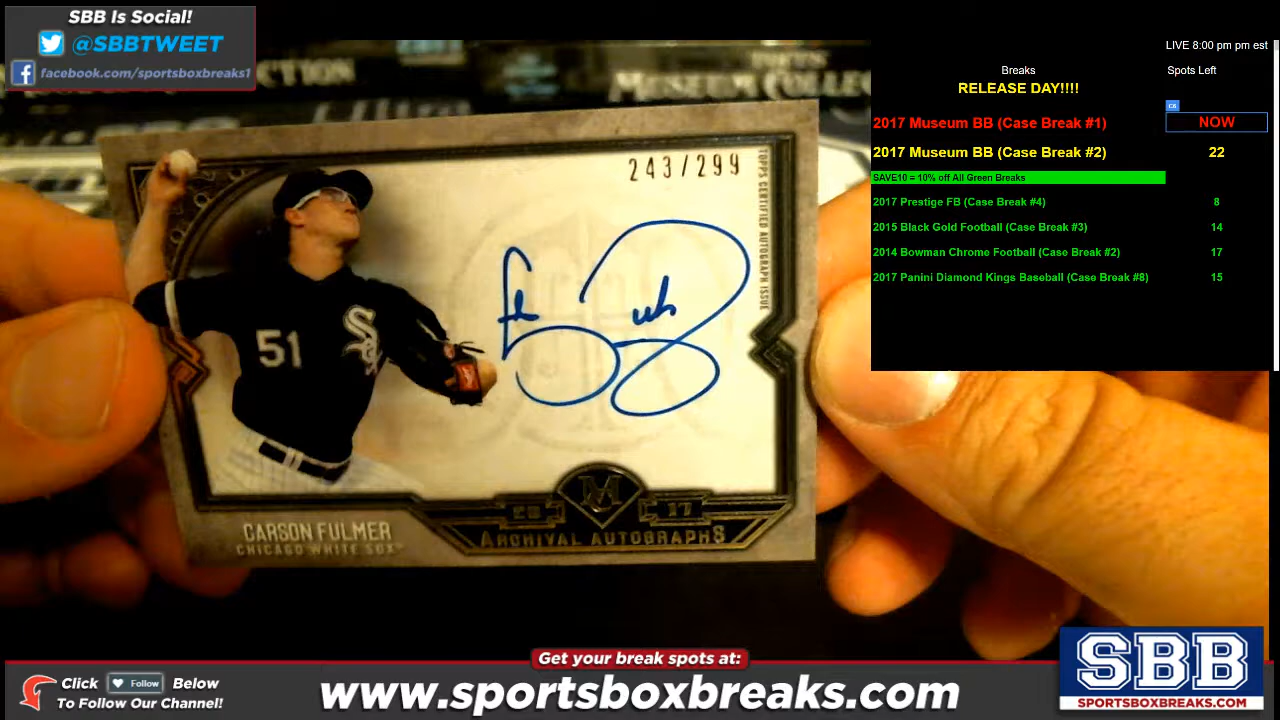 SBB Is Social!
@SBBTWEET
facebook.com/sportsboxbreaks1
LIVE 8:00 pm pm est
Breaks
Spots Left
RELEASE DAY!!!!
2017 Museum BB (Case Break #1)
NOW
2017 Museum BB (Case Break #2)
22
SAVE10 = 10% off All Green Breaks
2017 Prestige FB (Case Break #4)
8
2015 Black Gold Football (Case Break #3)
14
2014 Bowman Chrome Football (Case Break #2)
17
2017 Panini Diamond Kings Baseball (Case Break #8)
15
MUSEUM COLLEC
CTION
243/299
TOPPS CERTIFIED AUTOGRAPH ISSUE
51
SOX
M
20 17
ARCHIVAL AUTOGRAPHS
CARSON FULMER
CHICAGO WHITE SOX
Get your break spots at:
Click Follow Below
To Follow Our Channel!
www.sportsboxbreaks.com
SBB
SPORTSBOXBREAKS.COM